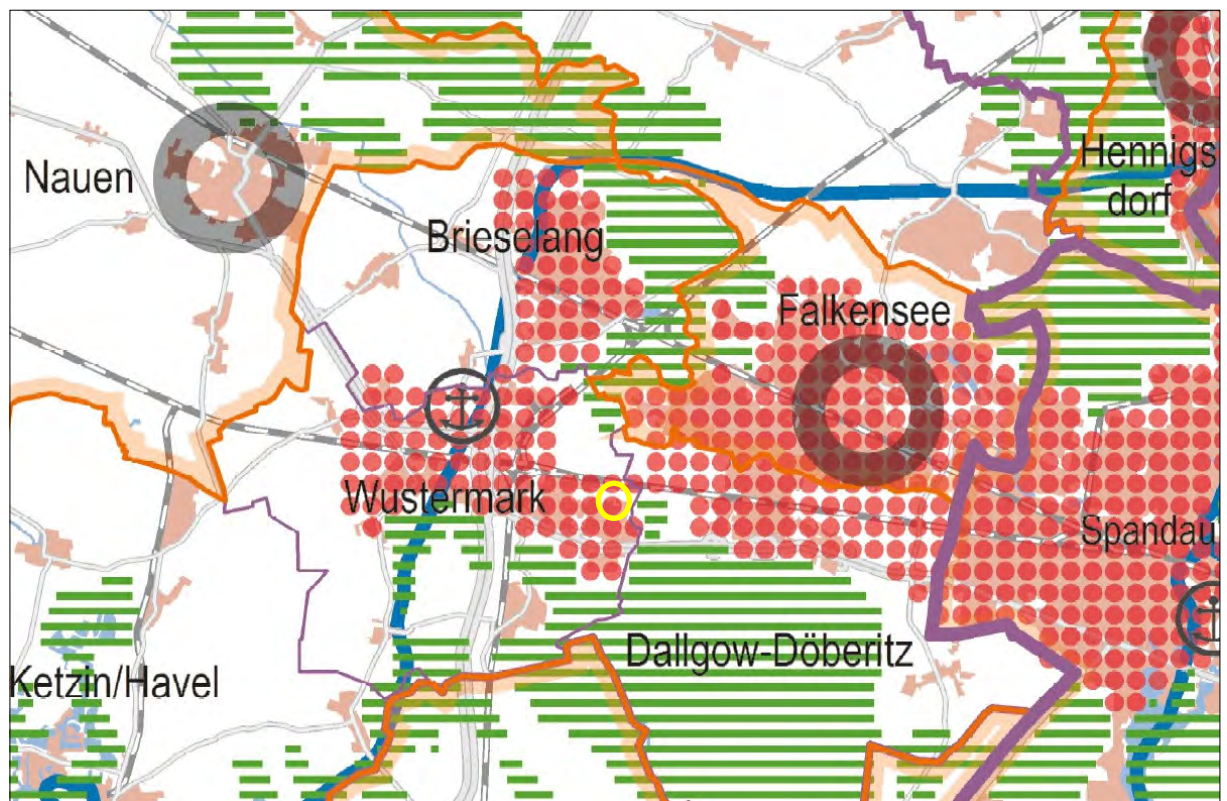 Hennigs
dorf
Nauen
Brieselang
Falkensee
Wustermark
Spandau
Dallgow-Döberitz
Ketzin/Havel